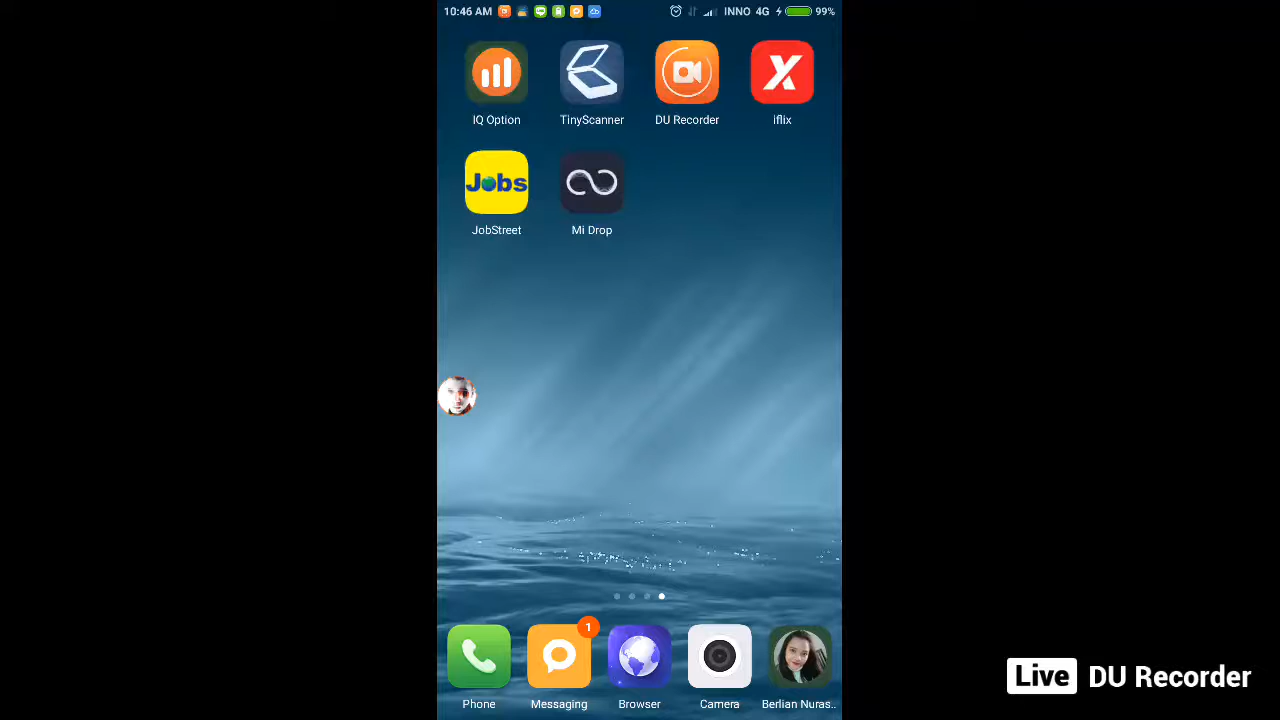 10:46 AM INNO 4G 99%
IQ Option TinyScanner DU Recorder iflix
Jobs
JobStreet Mi Drop
1
Phone Messaging Browser Camera Berlian Nuras..
Live DU Recorder